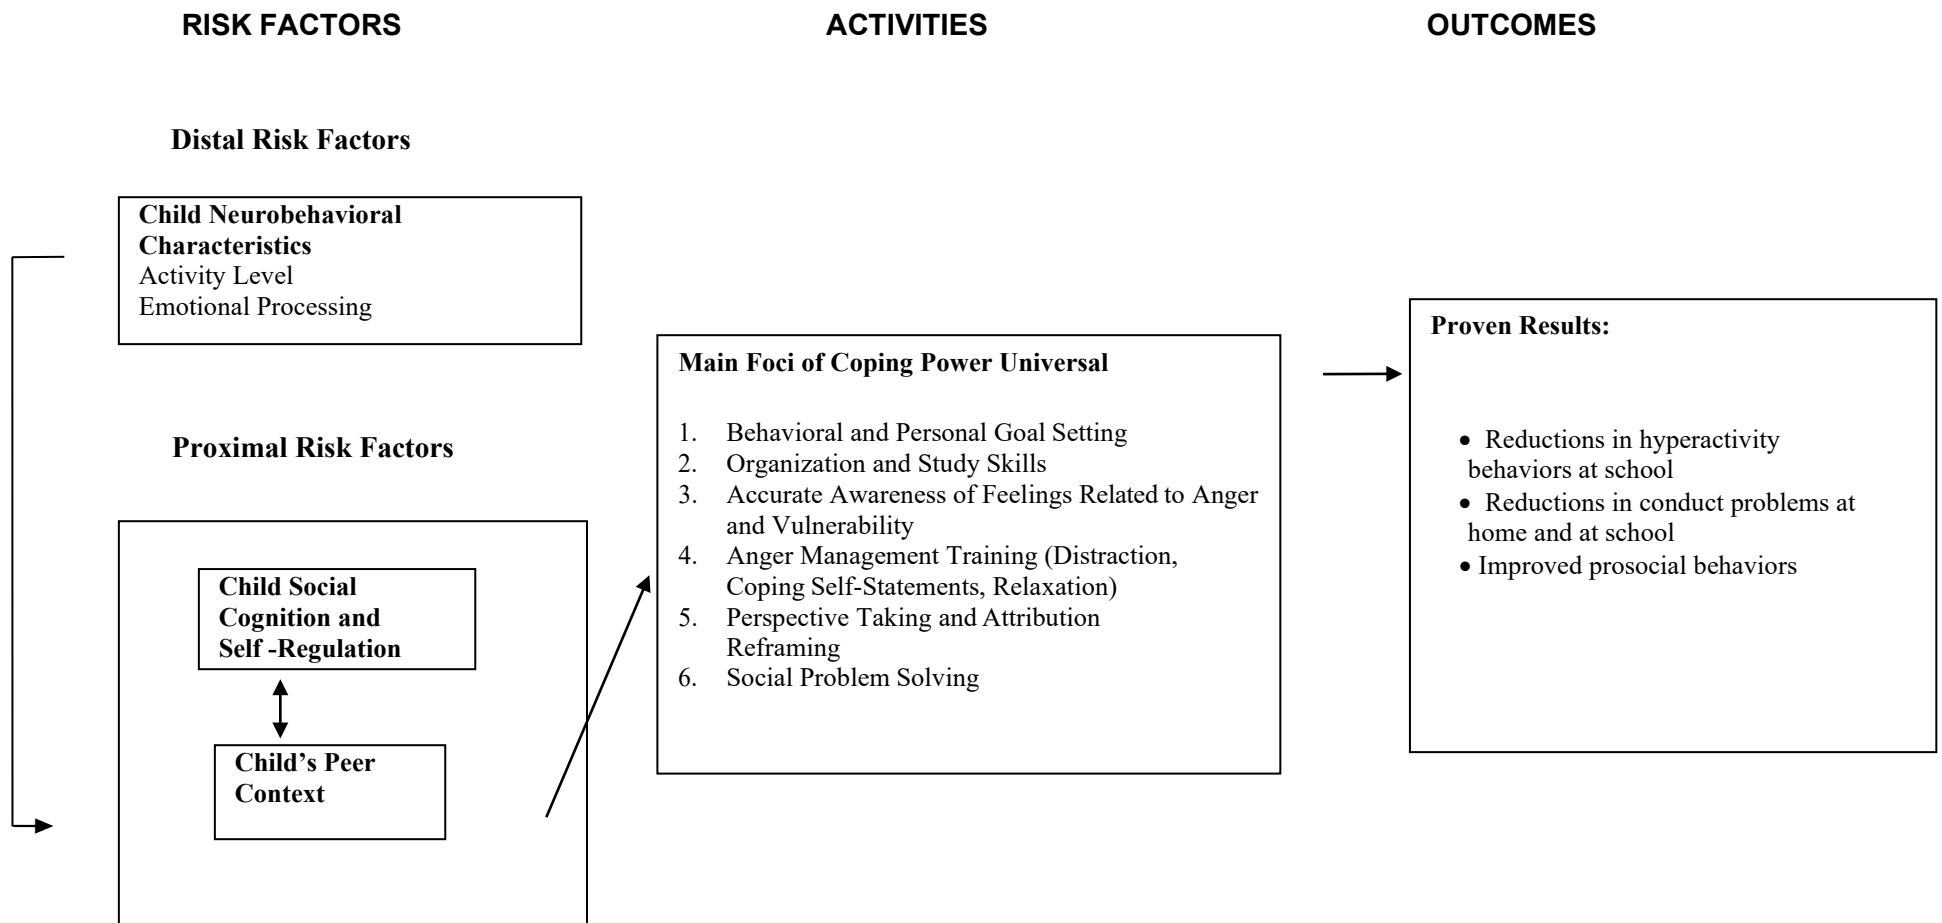 RISK FACTORS
ACTIVITIES
OUTCOMES
Distal Risk Factors
Child Neurobehavioral
Characteristics
Activity Level
Emotional Processing
Proximal Risk Factors
Child Social
Cognition and
Self -Regulation
Child’s Peer
Context
Main Foci of Coping Power Universal
1. Behavioral and Personal Goal Setting
2. Organization and Study Skills
3. Accurate Awareness of Feelings Related to Anger
and Vulnerability
4. Anger Management Training (Distraction,
Coping Self-Statements, Relaxation)
5. Perspective Taking and Attribution
Reframing
6. Social Problem Solving
Proven Results:
• Reductions in hyperactivity
behaviors at school
• Reductions in conduct problems at
home and at school
• Improved prosocial behaviors